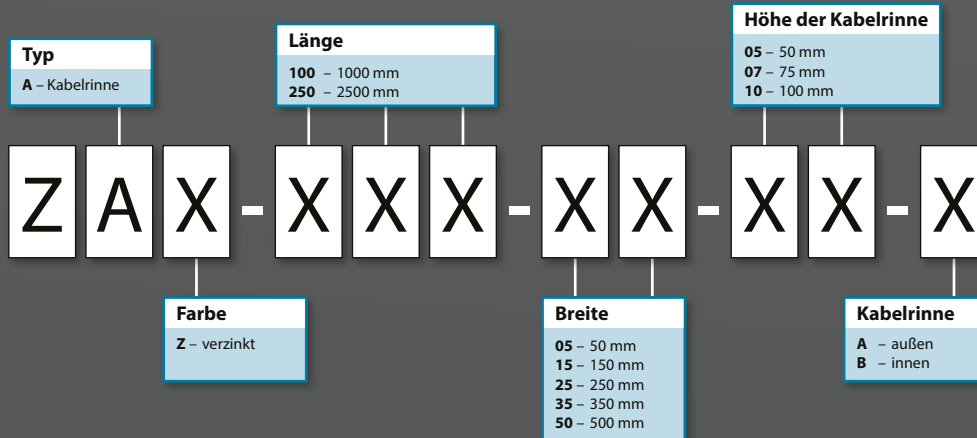 Typ
A – Kabelrinne
Länge
100 – 1000 mm
250 – 2500 mm
Höhe der Kabelrinne
05 – 50 mm
07 – 75 mm
10 – 100 mm
Z A X – X X X – X X – X X – X
Farbe
Z – verzinkt
Breite
05 – 50 mm
15 – 150 mm
25 – 250 mm
35 – 350 mm
50 – 500 mm
Kabelrinne
A – außen
B – innen